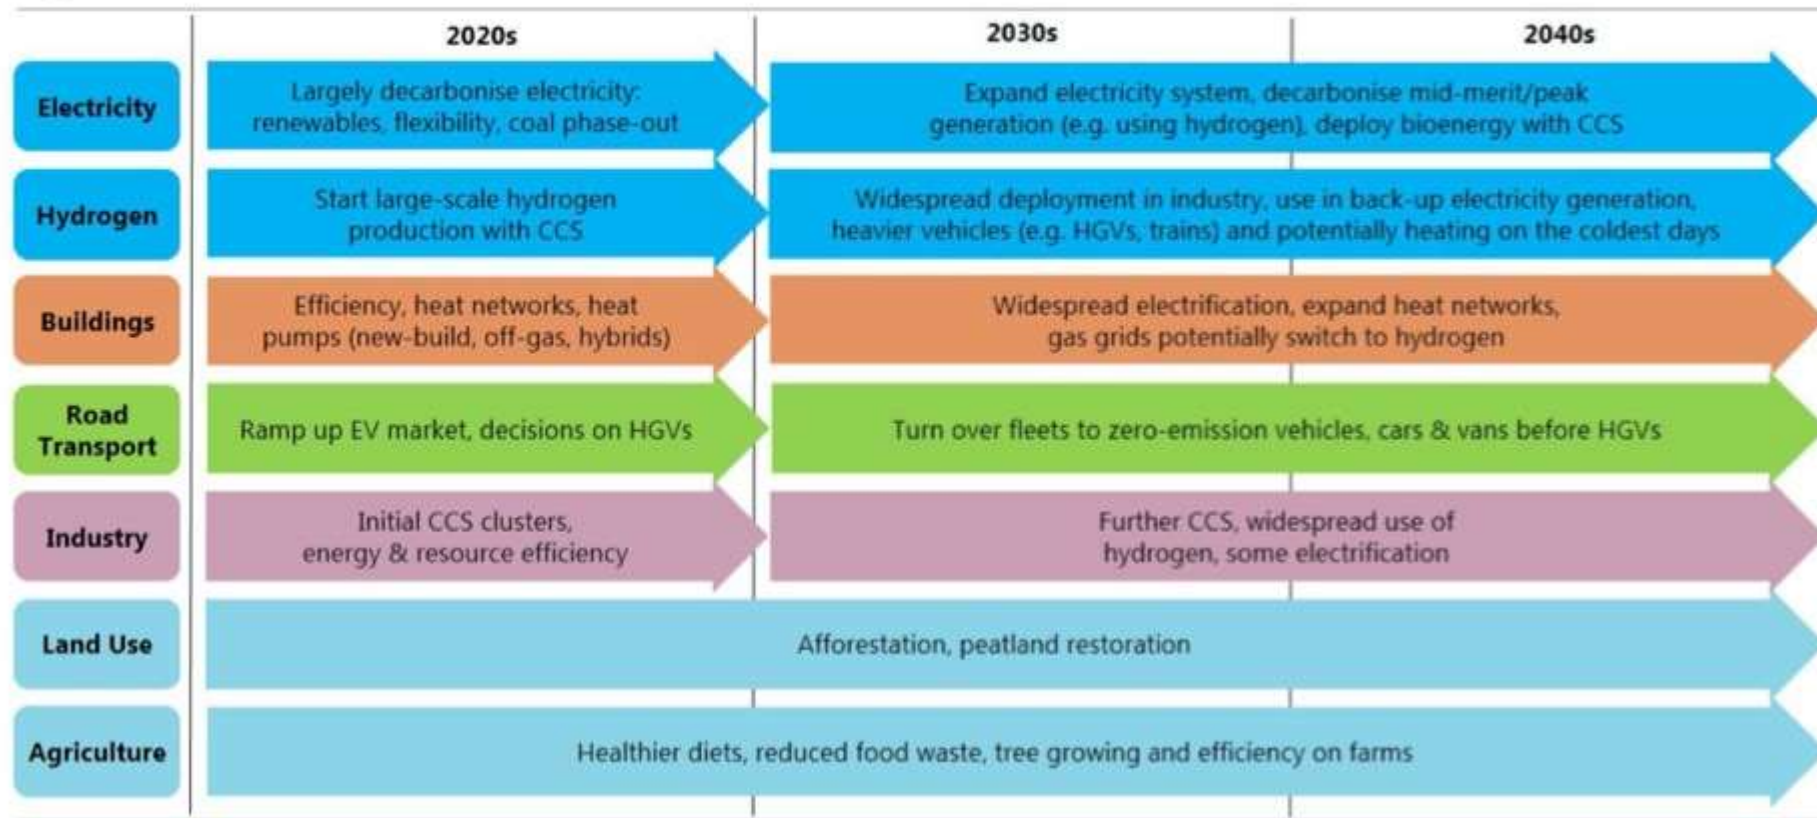 2020s
2030s
2040s
Electricity
Largely decarbonise electricity:
renewables, flexibility, coal phase-out
Expand electricity system, decarbonise mid-merit/peak
generation (e.g. using hydrogen), deploy bioenergy with CCS
Hydrogen
Start large-scale hydrogen
production with CCS
Widespread deployment in industry, use in back-up electricity generation,
heavier vehicles (e.g. HGVs, trains) and potentially heating on the coldest days
Buildings
Efficiency, heat networks, heat
pumps (new-build, off-gas, hybrids)
Widespread electrification, expand heat networks,
gas grids potentially switch to hydrogen
Road
Transport
Ramp up EV market, decisions on HGVs
Turn over fleets to zero-emission vehicles, cars & vans before HGVs
Industry
Initial CCS clusters,
energy & resource efficiency
Further CCS, widespread use of
hydrogen, some electrification
Land Use
Afforestation, peatland restoration
Agriculture
Healthier diets, reduced food waste, tree growing and efficiency on farms